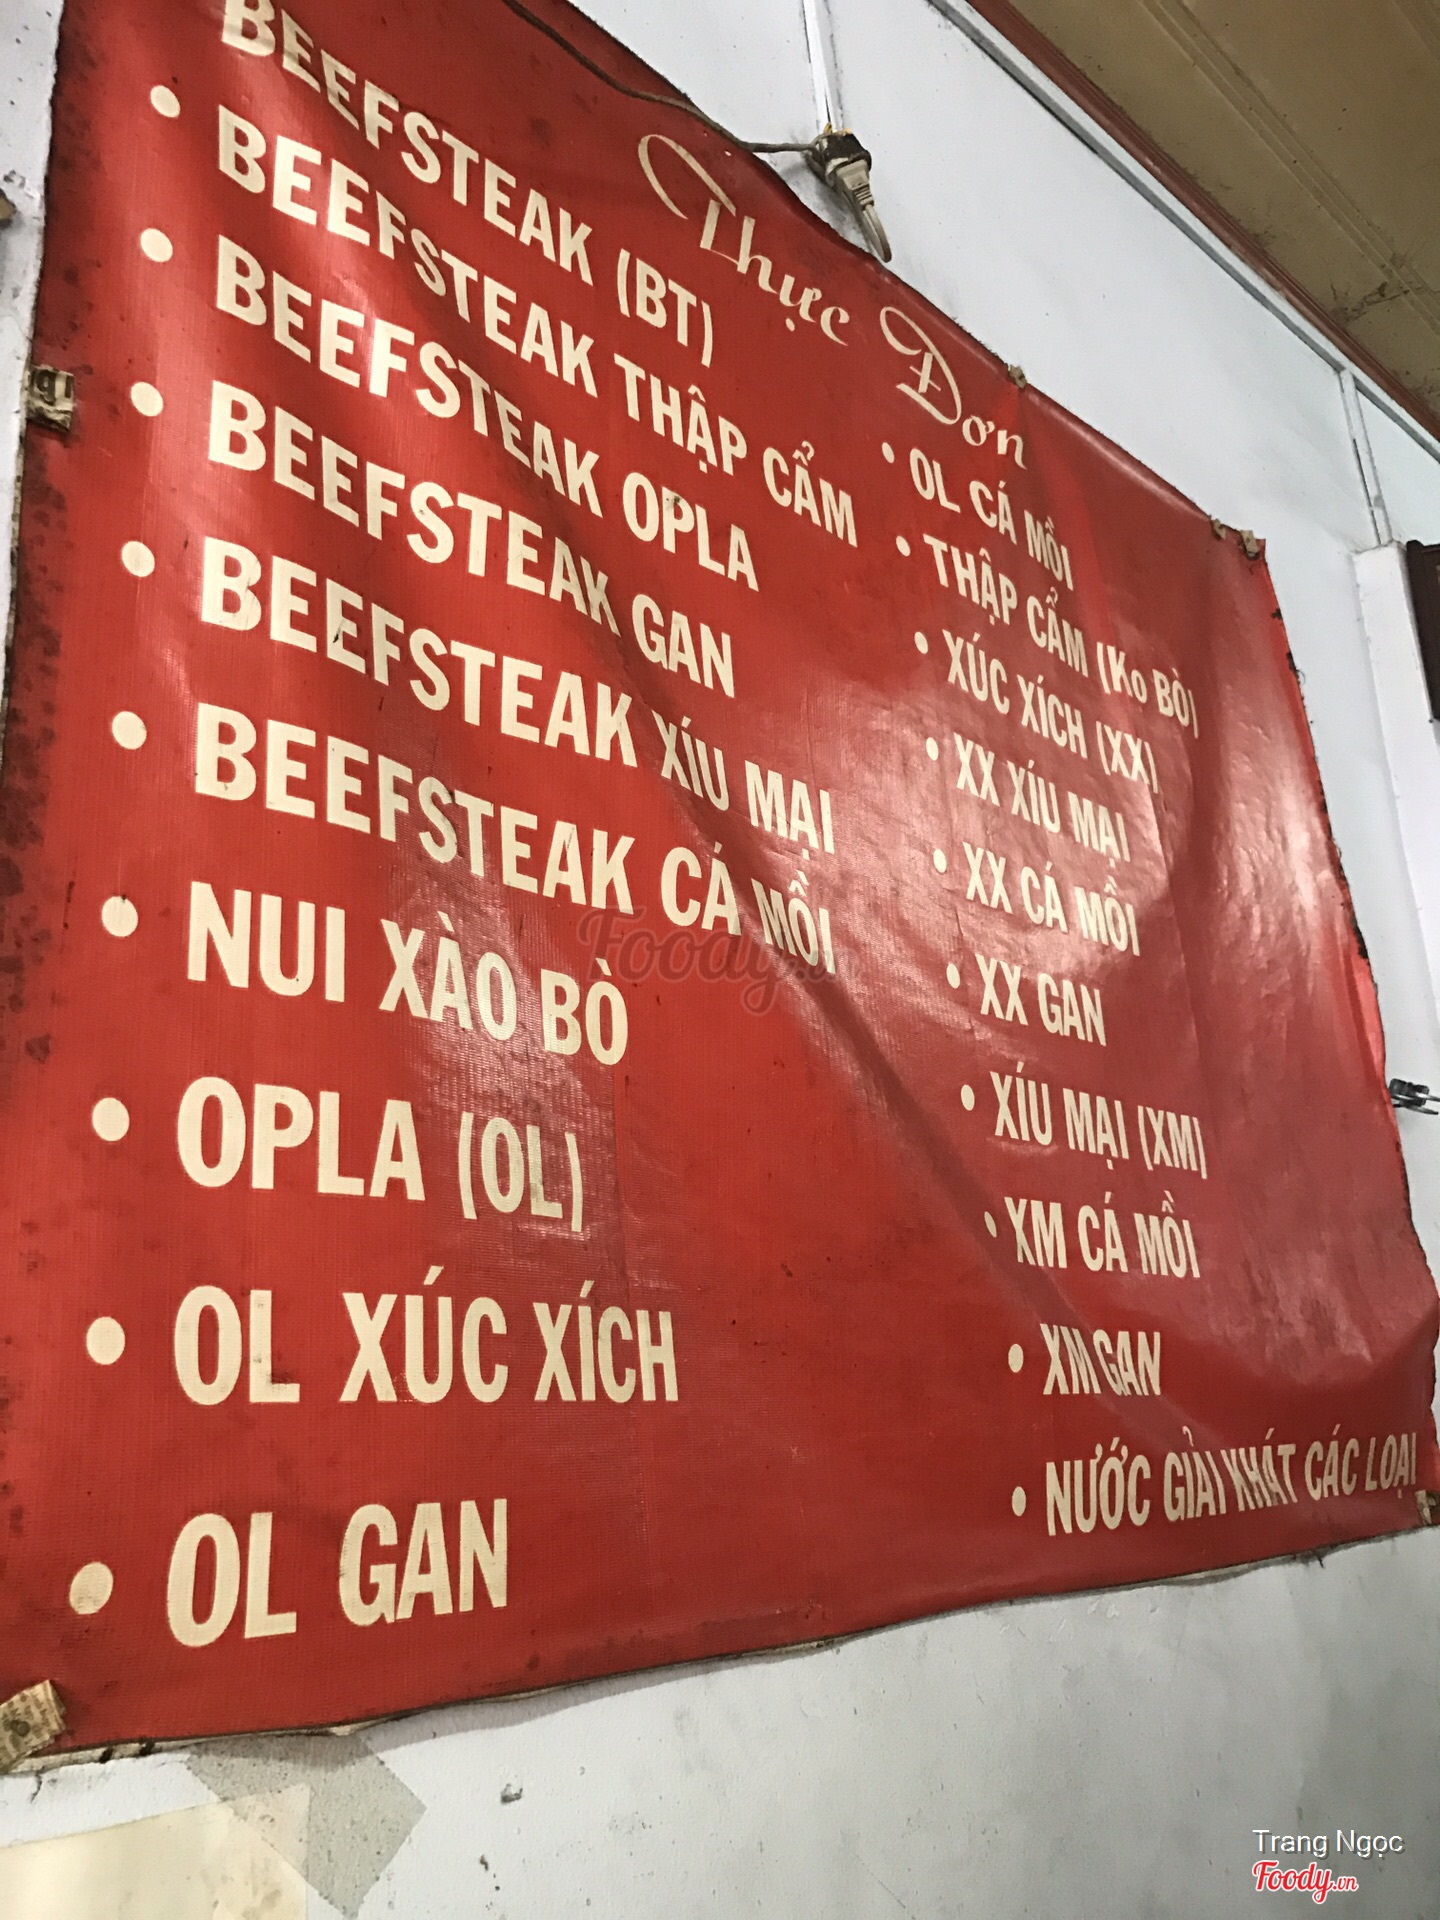 Thực Đơn
BEEFSTEAK (BT)
• BEEFSTEAK THẬP CẨM
• BEEFSTEAK OPLA
• BEEFSTEAK GAN
• BEEFSTEAK XÍU MẠI
• BEEFSTEAK CÁ MỒI
• NUI XÀO BÒ
• OPLA (OL)
• OL XÚC XÍCH
• OL GAN
• OL CÁ MỒI
• THẬP CẨM (Ko BÒ)
• XÚC XÍCH (XX)
• XX XÍU MẠI
• XX CÁ MỒI
• XX GAN
• XÍU MẠI (XM)
• XM CÁ MỒI
• XM GAN
• NƯỚC GIẢI KHÁT CÁC LOẠI
Foody.vn
Trang Ngọc
Foody.vn